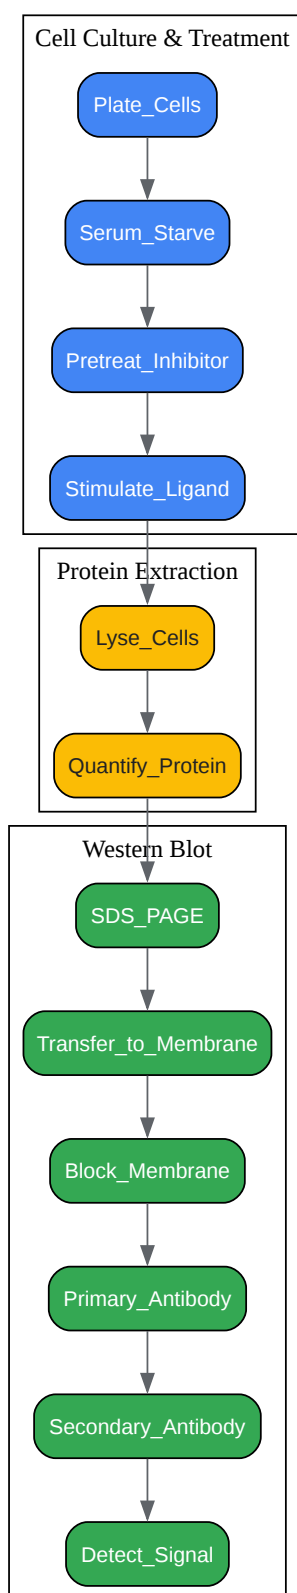 Cell Culture & Treatment
Plate_Cells
Serum_Starve
Pretreat_Inhibitor
Stimulate_Ligand
Protein Extraction
Lyse_Cells
Quantify_Protein
Western Blot
SDS_PAGE
Transfer_to_Membrane
Block_Membrane
Primary_Antibody
Secondary_Antibody
Detect_Signal